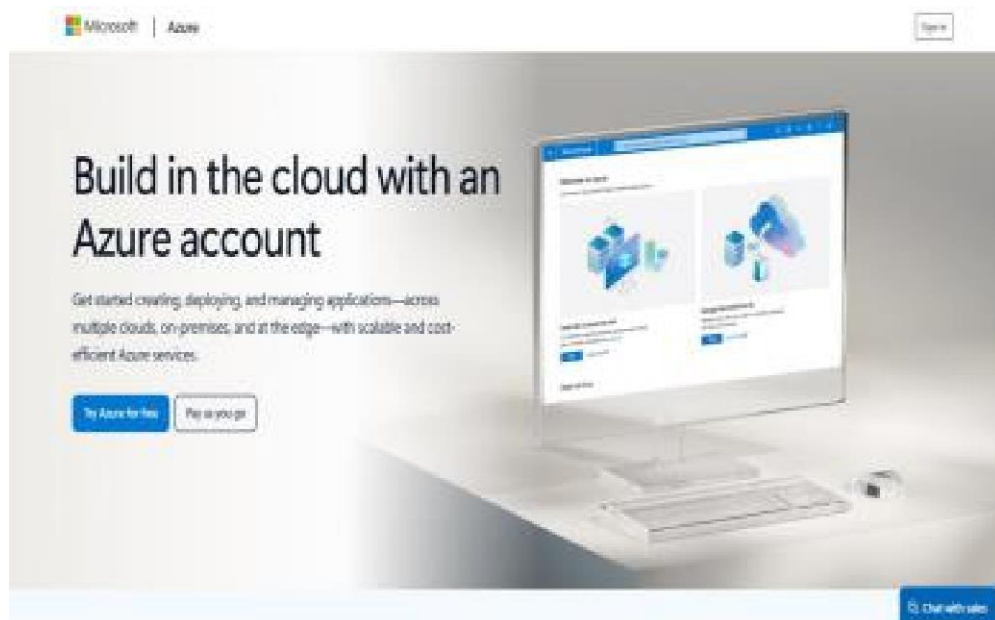 Microsoft | Azure
Sign in
Build in the cloud with an
Azure account
Get started creating, deploying, and managing applications—across
multiple clouds, on-premises, and at the edge—with scalable and cost-
efficient Azure services.
Try Azure for free
Pay as you go
Chat with sales